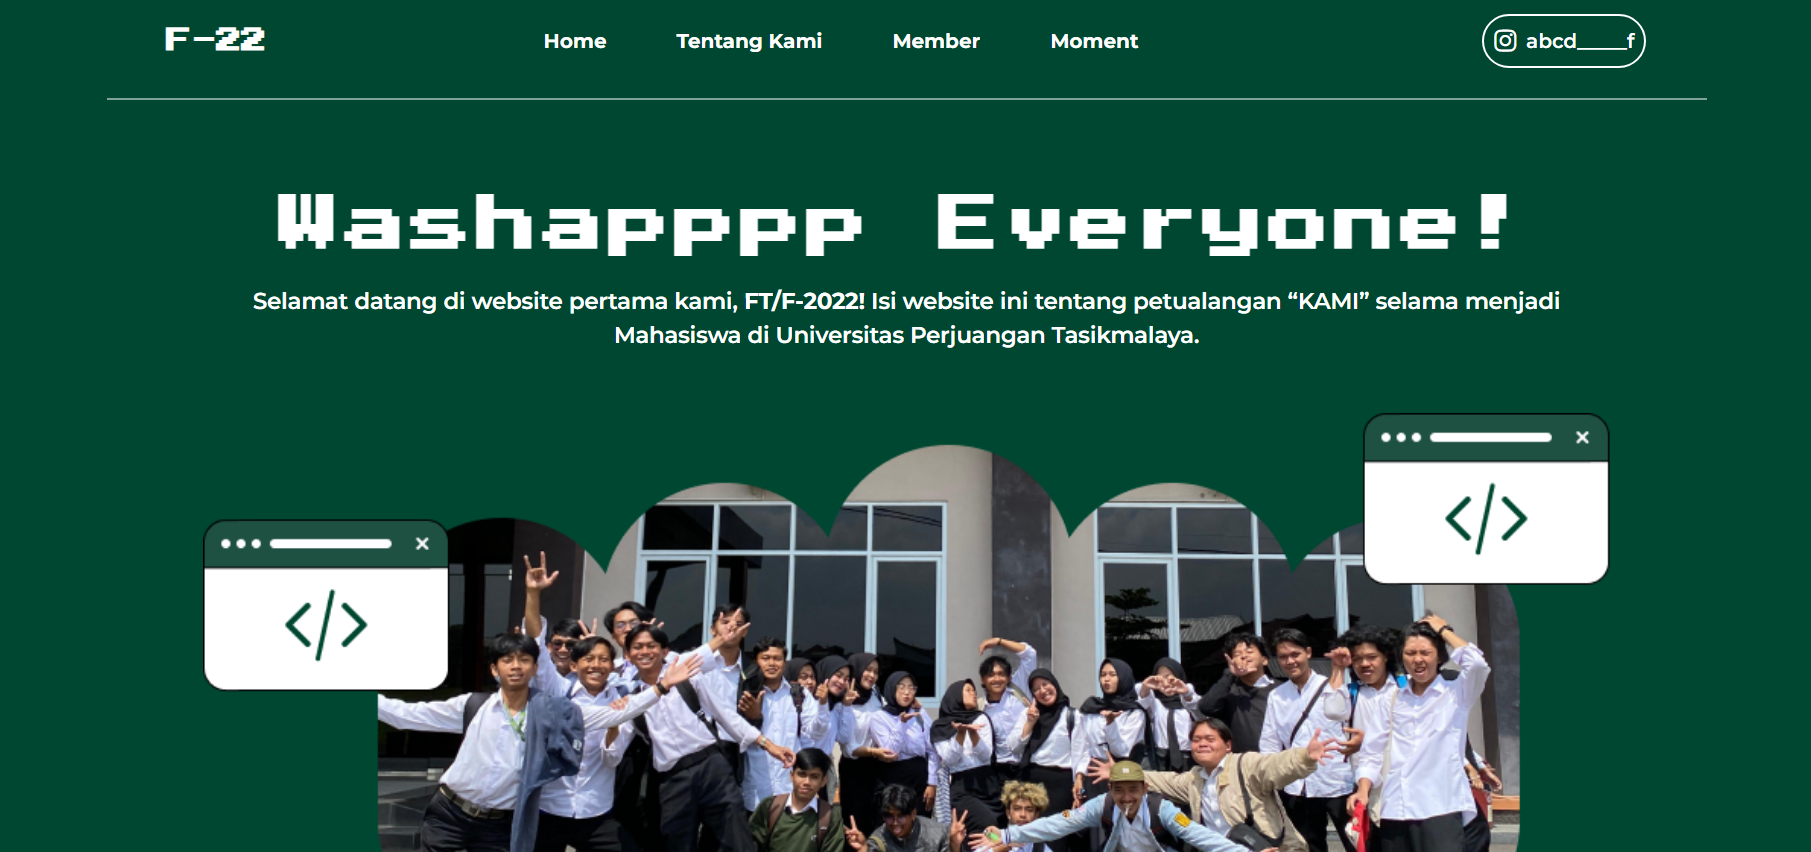 F-22
Home
Tentang Kami
Member
Moment
abcd_____f
Washapppp Everyone!
Selamat datang di website pertama kami, FT/F-2022! Isi website ini tentang petualangan “KAMI” selama menjadi
Mahasiswa di Universitas Perjuangan Tasikmalaya.